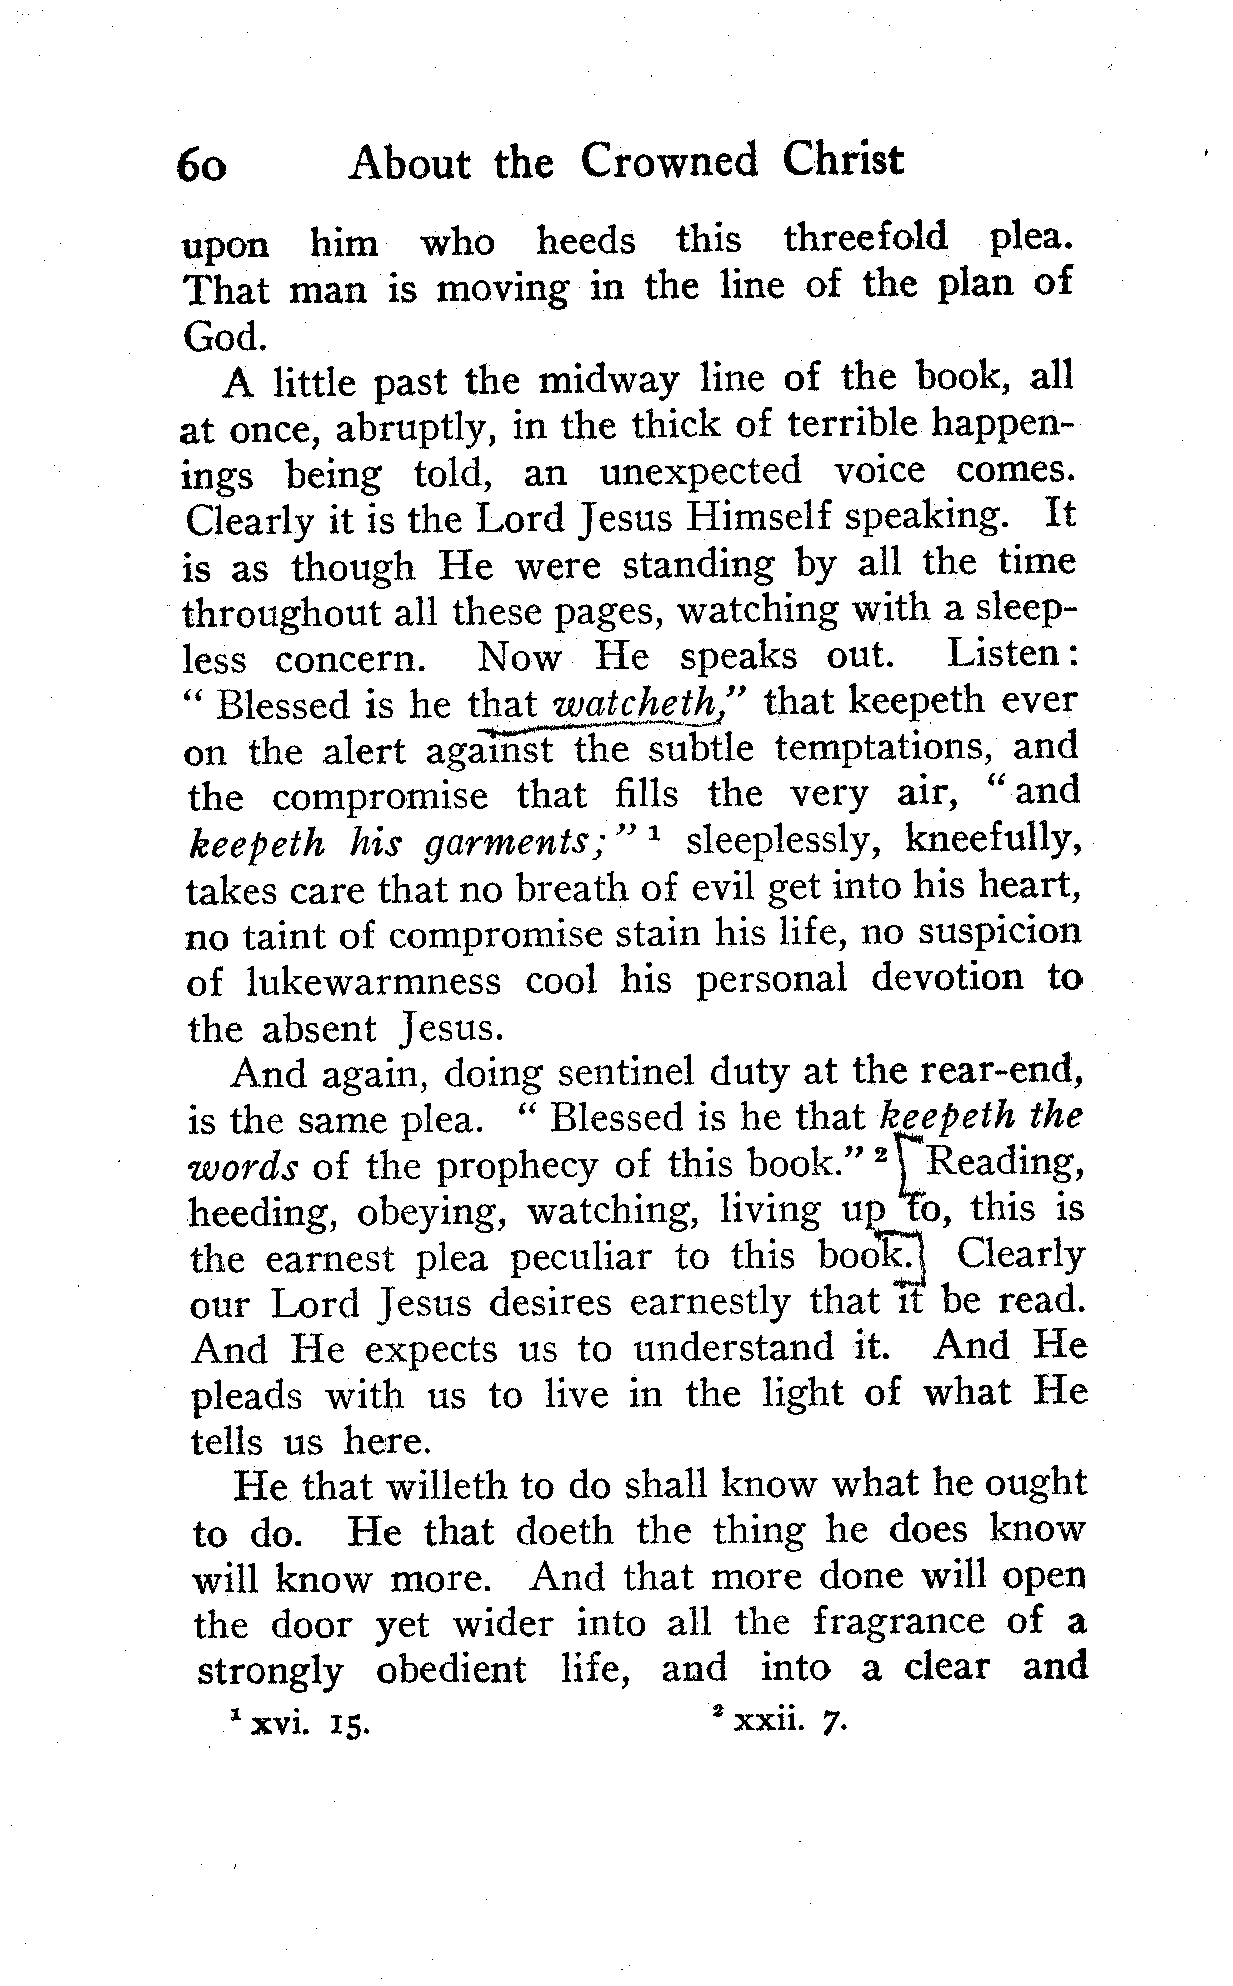 60 About the Crowned Christ
upon him who heeds this threefold plea.
That man is moving in the line of the plan of
God.
A little past the midway line of the book, all
at once, abruptly, in the thick of terrible happen-
ings being told, an unexpected voice comes.
Clearly it is the Lord Jesus Himself speaking. It
is as though He were standing by all the time
throughout all these pages, watching with a sleep-
less concern. Now He speaks out. Listen:
“ Blessed is he that watcheth,” that keepeth ever
on the alert against the subtle temptations, and
the compromise that fills the very air, “ and
keepeth his garments; ” ¹ sleeplessly, kneefully,
takes care that no breath of evil get into his heart,
no taint of compromise stain his life, no suspicion
of lukewarmness cool his personal devotion to
the absent Jesus.
And again, doing sentinel duty at the rear-end,
is the same plea. “ Blessed is he that keepeth the
words of the prophecy of this book.” ² [Reading,
heeding, obeying, watching, living up to, this is
the earnest plea peculiar to this book.] Clearly
our Lord Jesus desires earnestly that it be read.
And He expects us to understand it. And He
pleads with us to live in the light of what He
tells us here.
He that willeth to do shall know what he ought
to do. He that doeth the thing he does know
will know more. And that more done will open
the door yet wider into all the fragrance of a
strongly obedient life, and into a clear and
¹ xvi. 15. ² xxii. 7.